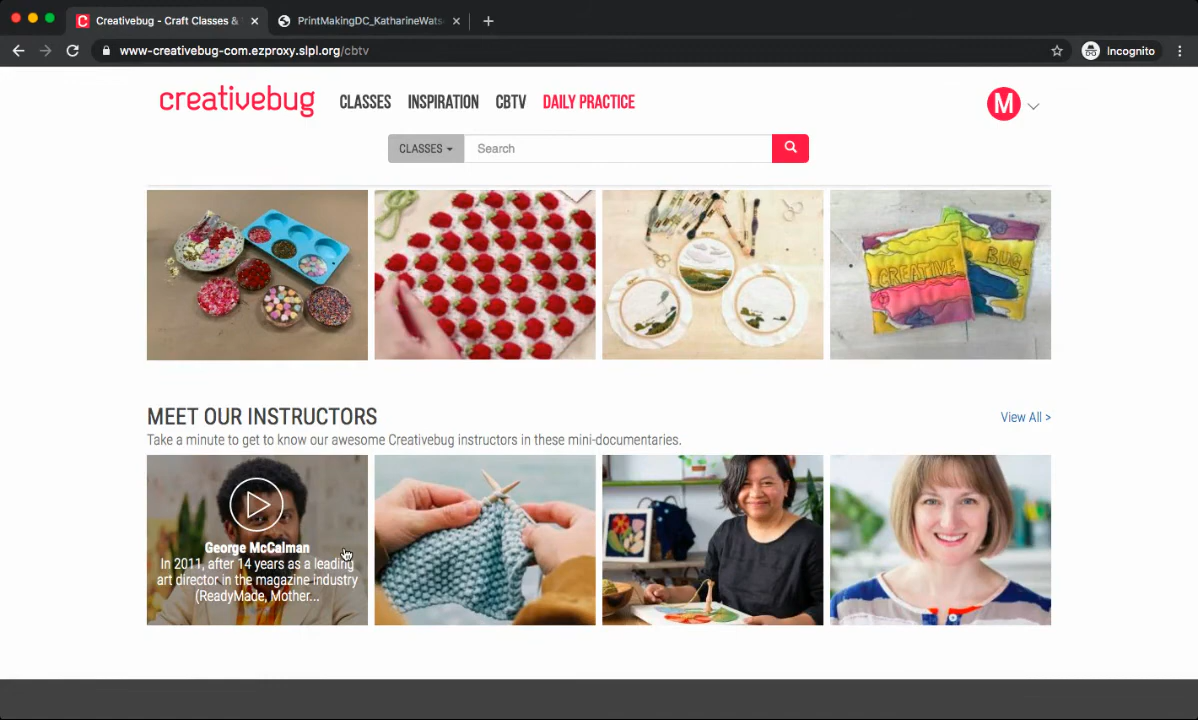 Creativebug - Craft Classes &
PrintMakingDC_KatharineWats
www-creativebug-com.ezproxy.slpl.org/cbtv
Incognito
creativebug
CLASSES
INSPIRATION
CBTV
DAILY PRACTICE
M
CLASSES
Search
CREATIVE
BUG
MEET OUR INSTRUCTORS
View All >
Take a minute to get to know our awesome Creativebug instructors in these mini-documentaries.
George McCalman
In 2011, after 14 years as a leading
art director in the magazine industry
(ReadyMade, Mother...